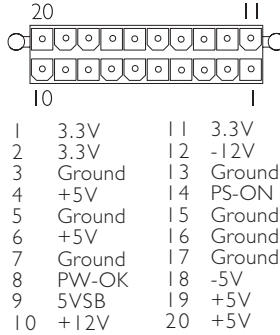 20 11
10 1
1 3.3V 11 3.3V
2 3.3V 12 -12V
3 Ground 13 Ground
4 +5V 14 PS-ON
5 Ground 15 Ground
6 +5V 16 Ground
7 Ground 17 Ground
8 PW-OK 18 -5V
9 5VSB 19 +5V
10 +12V 20 +5V